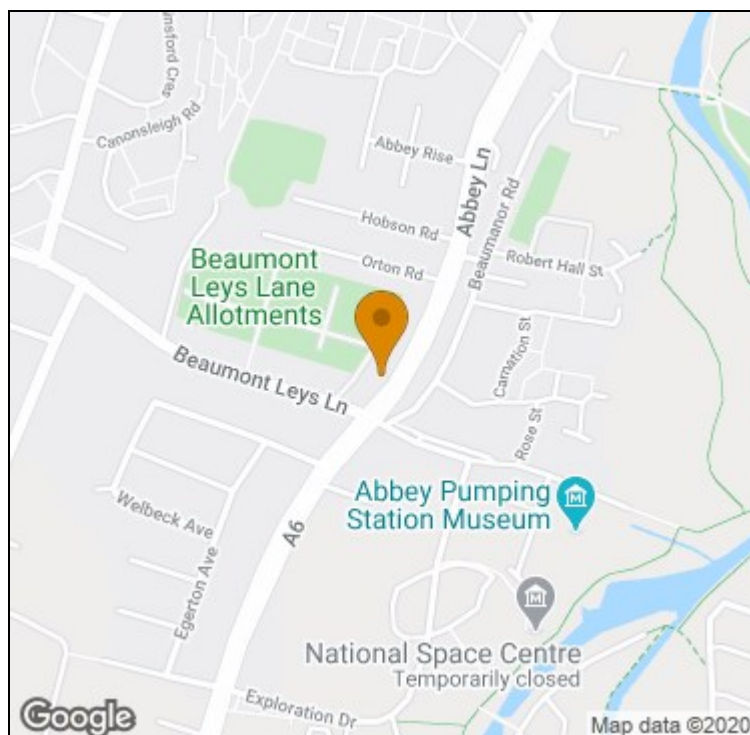 nsford Cres
Canonsleigh Rd
Abbey Rise
Abbey Ln
Beaumanor Rd
Hobson Rd
Robert Hall St
Orton Rd
Beaumont
Leys Lane
Allotments
Carnation St
Beaumont Leys Ln
Rose St
Abbey Pumping
Station Museum
M
Welbeck Ave
A6
Egerton Ave
M
National Space Centre
Temporarily closed
Exploration Dr
Google
Map data ©2020